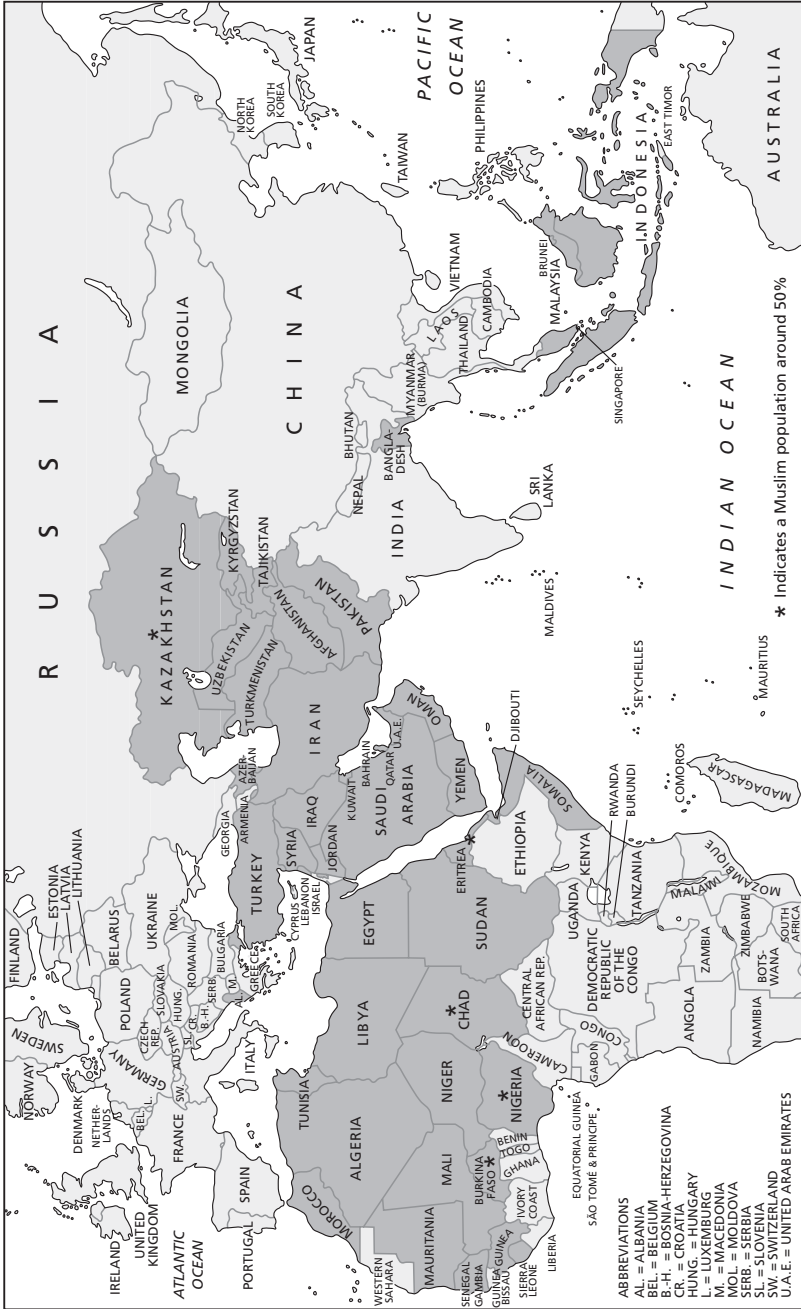 RUSSIA
FINLAND
ESTONIA
LATVIA
LITHUANIA
SWEDEN
NORWAY
DENMARK
NETHER-
LANDS
IRELAND
UNITED
KINGDOM
ATLANTIC
OCEAN
BELARUS
POLAND
GERMANY
BEL.
L.
CZECH
REP.
SLOVAKIA
UKRAINE
MOL.
FRANCE
SW.
AUSTRIA
HUNG.
SL.
CR.
B.-H.
SERB.
ROMANIA
BULGARIA
AL.
M.
GREECE
ITALY
SPAIN
PORTUGAL
GEORGIA
ARMENIA
AZER-
BAIJAN
TURKEY
CYPRUS
LEBANON
ISRAEL
SYRIA
IRAQ
JORDAN
KUWAIT
BAHRAIN
QATAR
U.A.E.
SAUDI
ARABIA
OMAN
YEMEN
IRAN
KAZAKHSTAN
*
UZBEKISTAN
TURKMENISTAN
KYRGYZSTAN
TAJIKISTAN
AFGHANISTAN
PAKISTAN
MONGOLIA
CHINA
NORTH
KOREA
SOUTH
KOREA
JAPAN
PACIFIC
OCEAN
TAIWAN
PHILIPPINES
NEPAL
BHUTAN
BANGLA-
DESH
INDIA
SRI
LANKA
MALDIVES
MYANMAR
(BURMA)
LAOS
THAILAND
VIETNAM
CAMBODIA
BRUNEI
MALAYSIA
SINGAPORE
INDONESIA
EAST TIMOR
AUSTRALIA
INDIAN OCEAN
MOROCCO
TUNISIA
ALGERIA
LIBYA
EGYPT
WESTERN
SAHARA
MAURITANIA
MALI
NIGER
CHAD
*
SUDAN
ERITREA
*
DJIBOUTI
ETHIOPIA
SOMALIA
SENEGAL
GAMBIA
GUINEA
BISSAU
GUINEA
SIERRA
LEONE
LIBERIA
IVORY
COAST
BURKINA
FASO
*
GHANA
TOGO
BENIN
NIGERIA
*
CAMEROON
CENTRAL
AFRICAN REP.
EQUATORIAL GUINEA
SÃO TOMÉ & PRINCIPE
GABON
CONGO
DEMOCRATIC
REPUBLIC
OF THE
CONGO
UGANDA
KENYA
RWANDA
BURUNDI
TANZANIA
ANGOLA
ZAMBIA
MALAWI
MOZAMBIQUE
ZIMBABWE
BOTS-
WANA
NAMIBIA
SOUTH
AFRICA
MADAGASCAR
COMOROS
SEYCHELLES
MAURITIUS
* Indicates a Muslim population around 50%
ABBREVIATIONS
AL. = ALBANIA
BEL. = BELGIUM
B.-H. = BOSNIA-HERZEGOVINA
CR. = CROATIA
HUNG. = HUNGARY
L. = LUXEMBURG
M. = MACEDONIA
MOL. = MOLDOVA
SERB. = SERBIA
SL. = SLOVENIA
SW. = SWITZERLAND
U.A.E. = UNITED ARAB EMIRATES